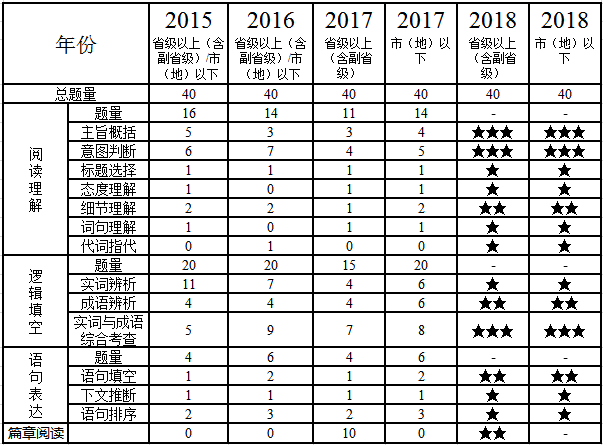 年份 2015 省级以上（含副省级）/市（地）以下 2016 省级以上（含副省级）/市（地）以下 2017 省级以上（含副省级） 2017 市（地）以下 2018 省级以上（含副省级） 2018 市（地）以下
总题量 40 40 40 40 40 40
阅读理解
题量 16 14 11 14 - -
主旨概括 5 3 3 4 ★★★ ★★★
意图判断 6 7 4 5 ★★★ ★★★
标题选择 1 1 1 1 ★ ★
态度理解 1 0 1 1 ★ ★
细节理解 2 2 1 2 ★★ ★★
词句理解 1 0 1 1 ★ ★
代词指代 0 1 0 0 ★ ★
逻辑填空
题量 20 20 15 20 - -
实词辨析 11 7 4 6 ★ ★
成语辨析 4 4 4 6 ★★ ★★
实词与成语综合考查 5 9 7 8 ★★★ ★★★
语句表达
题量 4 6 4 6 - -
语句填空 1 2 1 2 ★★ ★★
下文推断 1 1 1 1 ★ ★
语句排序 2 3 2 3 ★ ★
篇章阅读 0 0 10 0 ★★ -